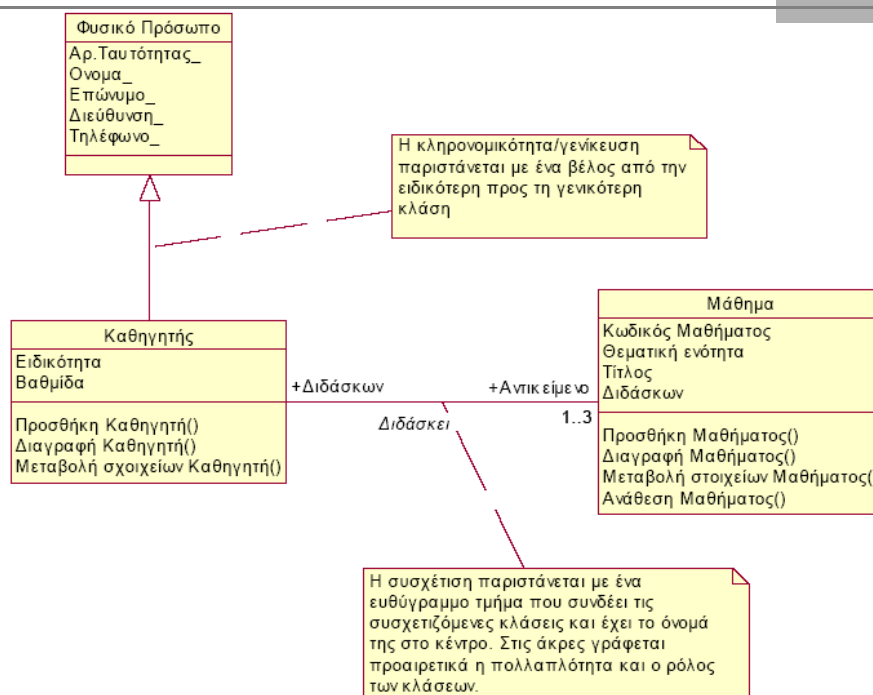 Φυσικό Πρόσωπο
Αρ.Ταυτότητας_
Ονομα_
Επώνυμο_
Διεύθυνση_
Τηλέφωνο_
Η κληρονομικότητα/γενίκευση
παριστάνεται με ένα βέλος από την
ειδικότερη προς τη γενικότερη
κλάση
Καθηγητής
Ειδικότητα
Βαθμίδα
Προσθήκη Καθηγητή()
Διαγραφή Καθηγητή()
Μεταβολή σχοιχείων Καθηγητή()
+Διδάσκων
Διδάσκει
+Αντικείμενο
1..3
Μάθημα
Κωδικός Μαθήματος
Θεματική ενότητα
Τίτλος
Διδάσκων
Προσθήκη Μαθήματος()
Διαγραφή Μαθήματος()
Μεταβολή στοιχείων Μαθήματος(
Ανάθεση Μαθήματος()
Η συσχέτιση παριστάνεται με ένα
ευθύγραμμο τμήμα που συνδέει τις
συσχετιζόμενες κλάσεις και έχει το όνομά
της στο κέντρο. Στις άκρες γράφεται
προαιρετικά η πολλαπλότητα και ο ρόλος
των κλάσεων.